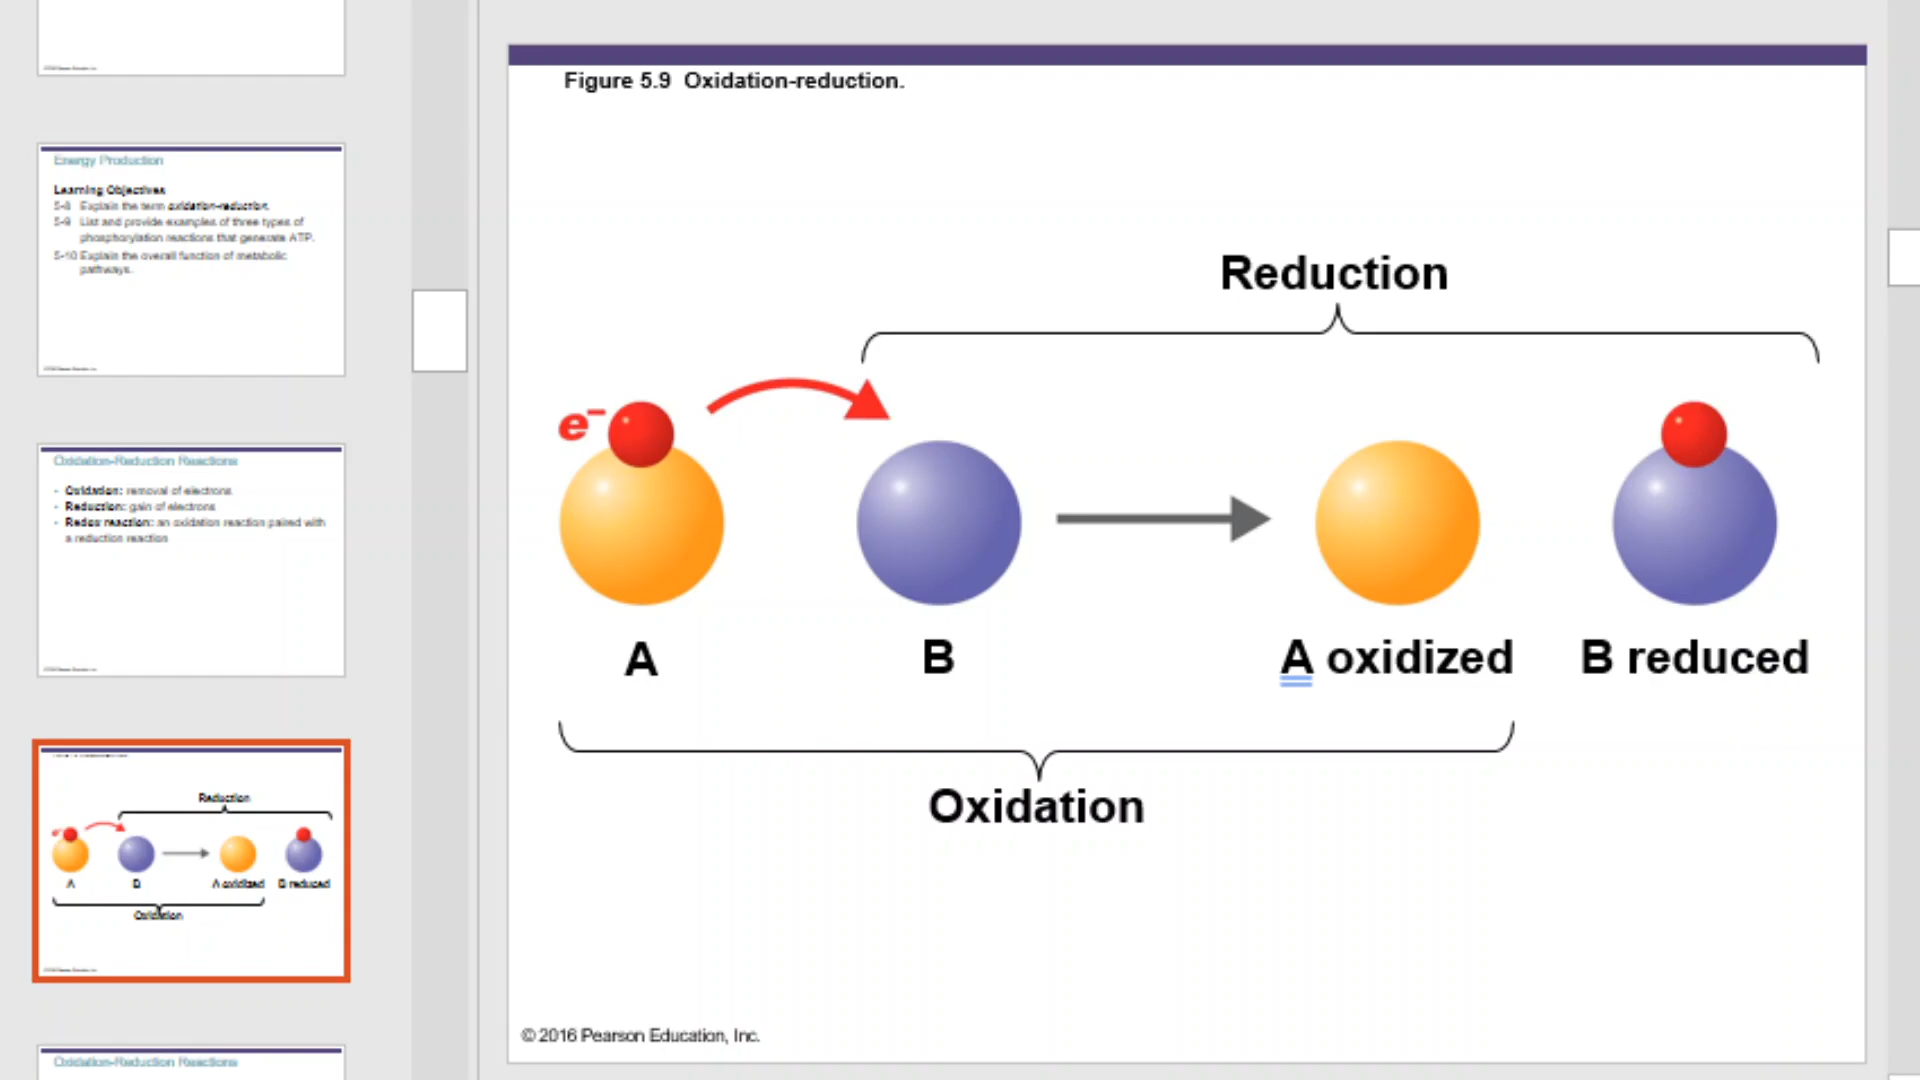 Energy Production
Learning Objectives
5-8 Explain the term oxidation-reduction.
5-9 List and provide examples of three types of
phosphorylation reactions that generate ATP.
5-10 Explain the overall function of metabolic
pathways.
Oxidation-Reduction Reactions
- Oxidation: removal of electrons
- Reduction: gain of electrons
- Redox reaction: an oxidation reaction paired with
a reduction reaction
Reduction
e
A
B
A oxidized
B reduced
Oxidation
Oxidation-Reduction Reactions
Figure 5.9 Oxidation-reduction.
Reduction
e–
A
B
A oxidized
B reduced
Oxidation
© 2016 Pearson Education, Inc.